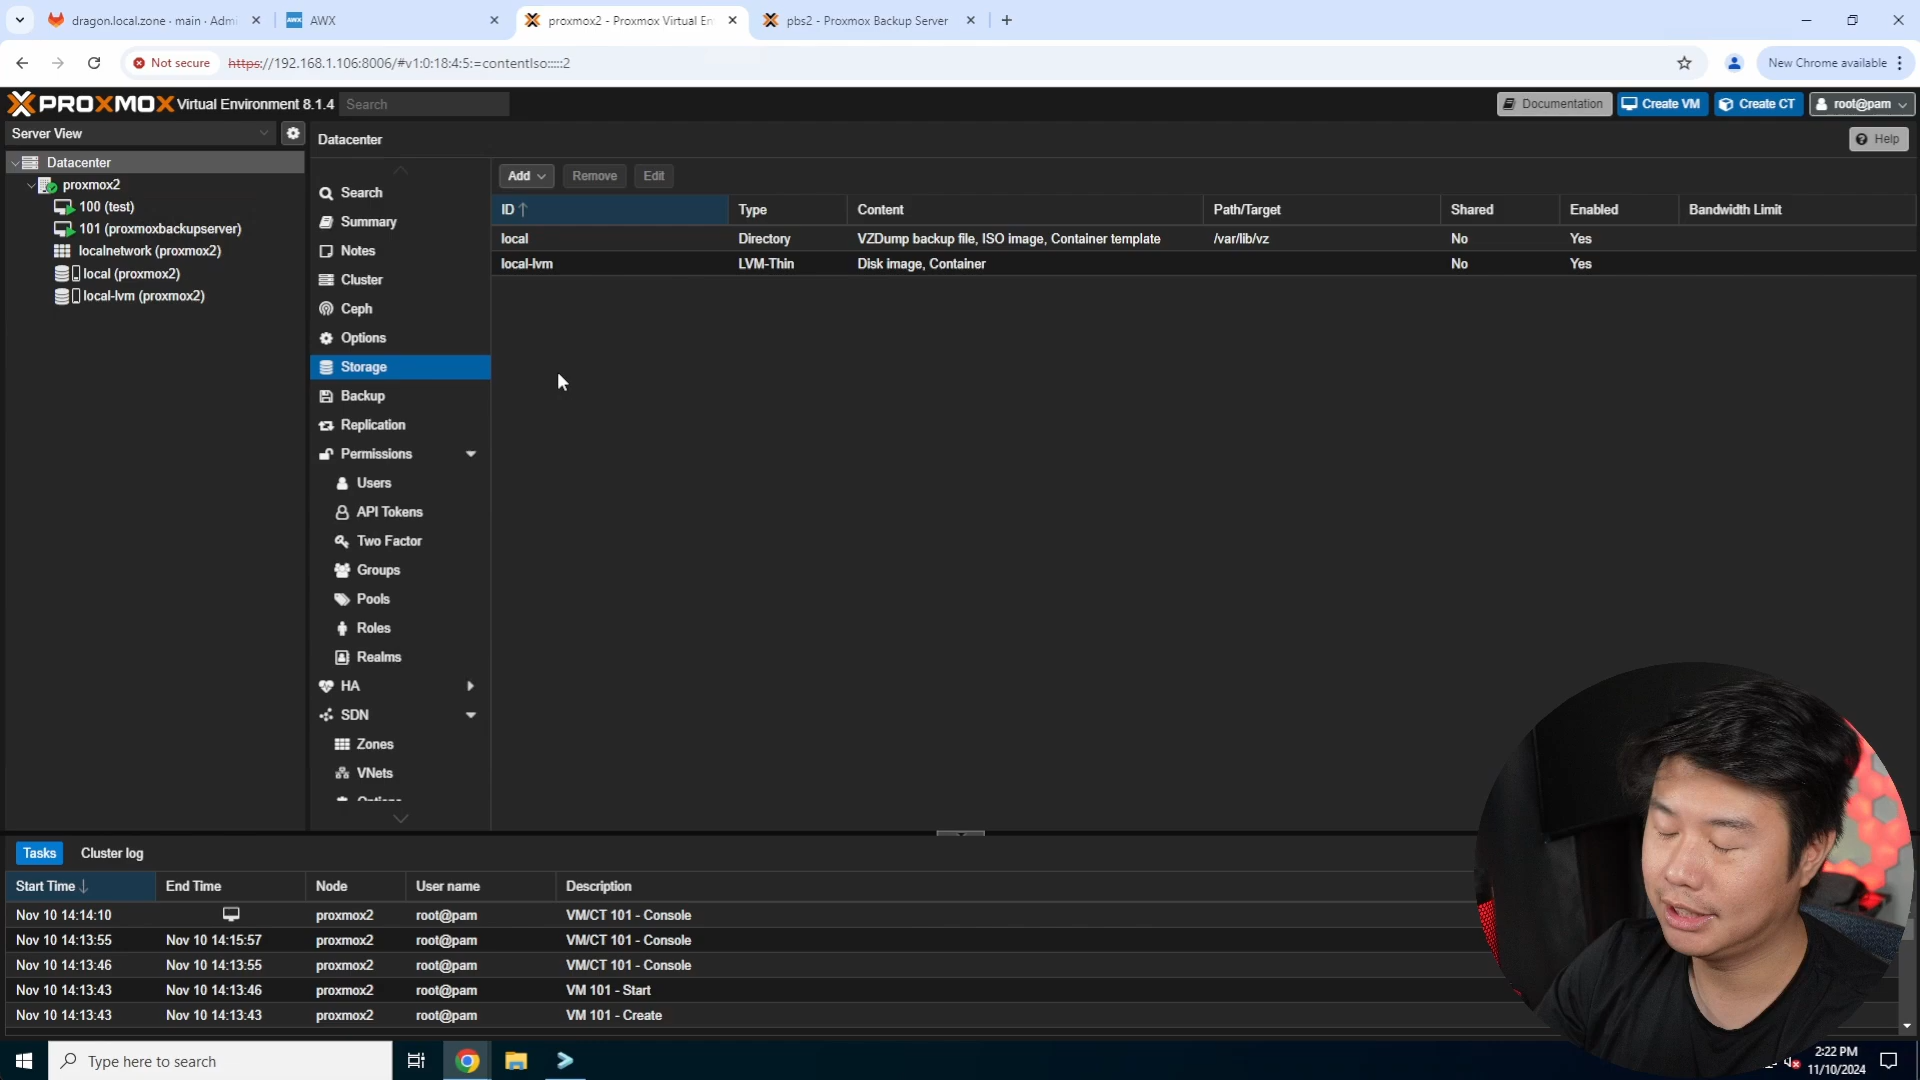 dragon.local.zone · main · Admi
AWX
AWX
proxmox2 - Proxmox Virtual En
pbs2 - Proxmox Backup Server
Not secure
https://192.168.1.106:8006/#v1:0:18:4:5:=contentIso:::::2
New Chrome available
PROXMOX Virtual Environment 8.1.4
Search
Documentation
Create VM
Create CT
root@pam
Server View
Datacenter
Help
Datacenter
proxmox2
100 (test)
101 (proxmoxbackupserver)
localnetwork (proxmox2)
local (proxmox2)
local-lvm (proxmox2)
Search
Summary
Notes
Cluster
Ceph
Options
Storage
Backup
Replication
Permissions
Users
API Tokens
Two Factor
Groups
Pools
Roles
Realms
HA
SDN
Zones
VNets
Options
Add
Remove
Edit
ID Type Content Path/Target Shared Enabled Bandwidth Limit
local Directory VZDump backup file, ISO image, Container template /var/lib/vz No Yes
local-lvm LVM-Thin Disk image, Container No Yes
Tasks
Cluster log
Start Time End Time Node User name Description
Nov 10 14:14:10 proxmox2 root@pam VM/CT 101 - Console
Nov 10 14:13:55 Nov 10 14:15:57 proxmox2 root@pam VM/CT 101 - Console
Nov 10 14:13:46 Nov 10 14:13:55 proxmox2 root@pam VM/CT 101 - Console
Nov 10 14:13:43 Nov 10 14:13:46 proxmox2 root@pam VM 101 - Start
Nov 10 14:13:43 Nov 10 14:13:43 proxmox2 root@pam VM 101 - Create
Type here to search
2:22 PM
11/10/2024